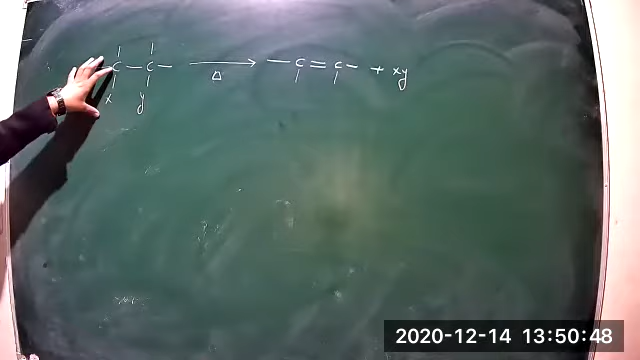 | |
— C — C — ⟶ — C = C — + xy
| | Δ | |
x y
2020-12-14 13:50:48